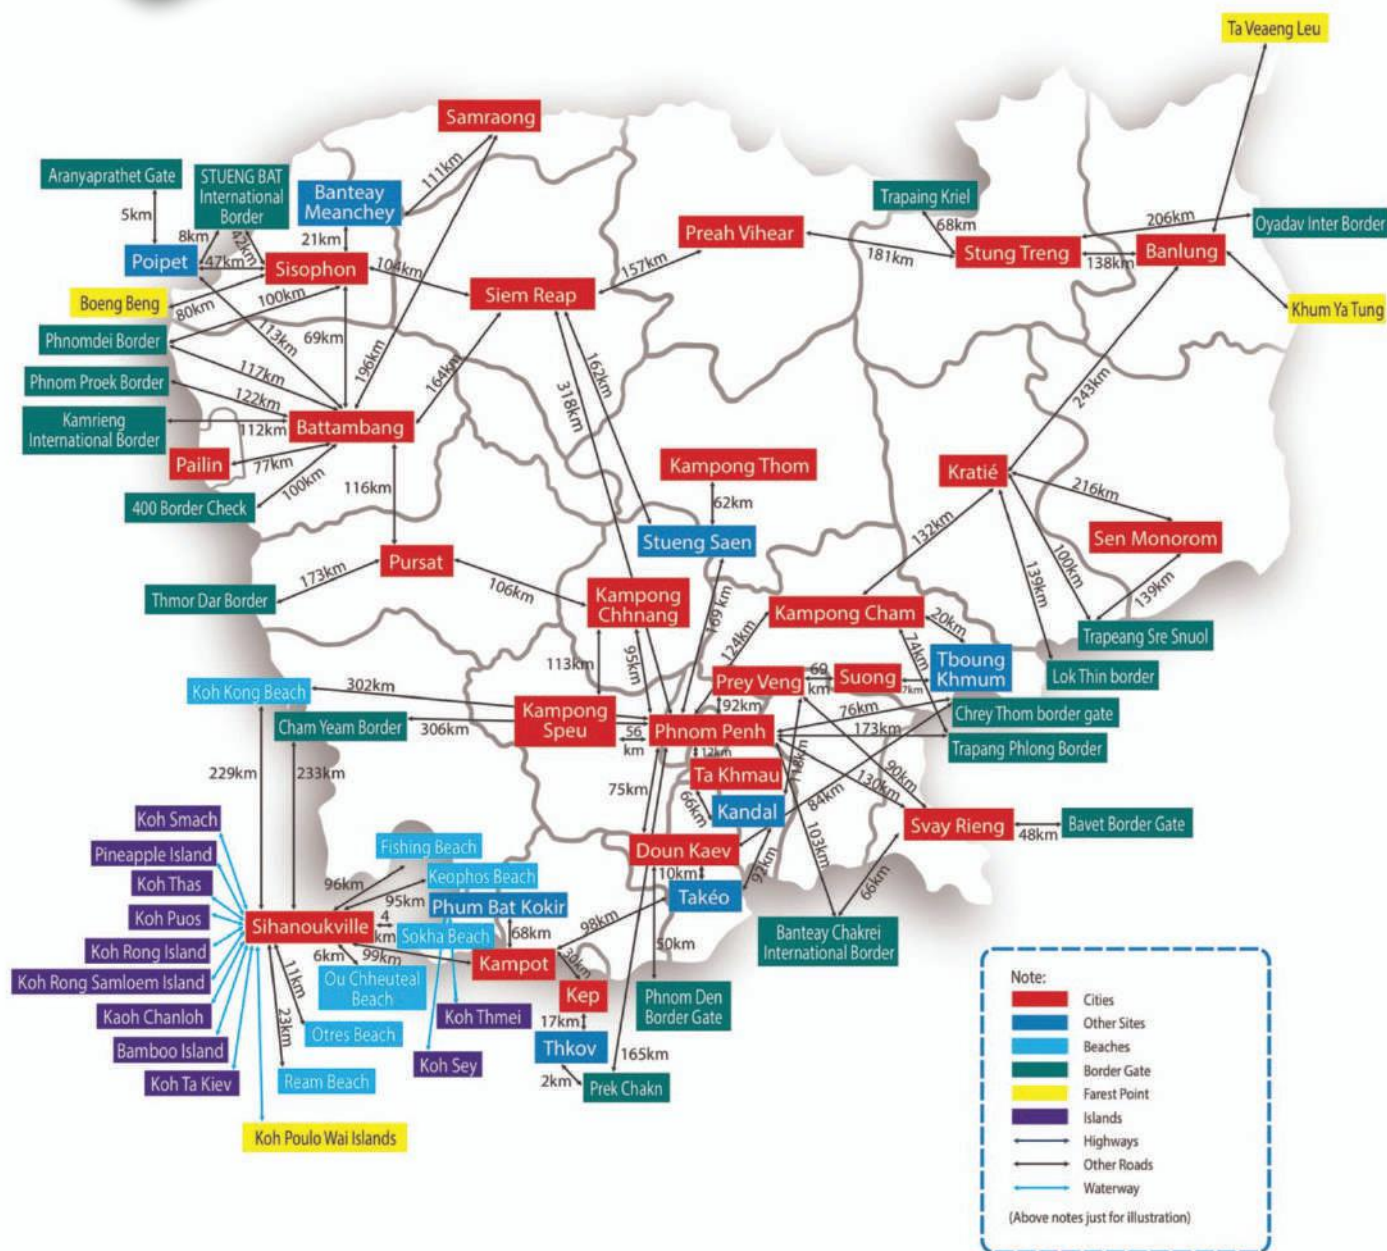 Ta Veaeng Leu
Samraong
Aranyaprathet Gate
STUENG BAT
International
Border
Banteay
Meanchey
111km
Trapaing Kriel
5km
8km
42km
21km
68km
206km
Oyadav Inter Border
Preah Vihear
Poipet
47km
Sisophon
104km
157km
181km
Stung Treng
138km
Banlung
Boeng Beng
80km
100km
Siem Reap
Khum Ya Tung
Phnomdei Border
113km
69km
196km
164km
162km
318km
117km
Phnom Proek Border
122km
243km
Kamrieng
International Border
112km
Battambang
Pailin
77km
Kampong Thom
Kratié
100km
116km
62km
216km
400 Border Check
Stueng Saen
132km
Sen Monorom
Pursat
173km
106km
139km
100km
139km
Thmor Dar Border
Kampong
Chhnang
169 km
Kampong Cham
20km
Trapeang Sre Snuol
124km
74km
113km
95km
Tboung
Khmum
Lok Thin border
Koh Kong Beach
302km
Prey Veng
69
km
Suong
7km
92km
76km
Chrey Thom border gate
Cham Yeam Border
306km
Kampong
Speu
56
km
Phnom Penh
173km
Trapang Phlong Border
12km
229km
233km
75km
Ta Khmau
118km
130km
90km
66km
Kandal
84km
Koh Smach
Svay Rieng
48km
Bavet Border Gate
Pineapple Island
Fishing Beach
Doun Kaev
103km
Koh Thas
96km
Keophos Beach
10km
92km
66km
Koh Puos
95km
Phum Bat Kokir
Takéo
Sihanoukville
4
km
Sokha Beach
68km
98km
Banteay Chakrei
International Border
Koh Rong Island
6km
99km
50km
Koh Rong Samloem Island
11km
Ou Chheuteal
Beach
Kampot
30km
Kaoh Chanloh
23km
Koh Thmei
Kep
Phnom Den
Border Gate
Bamboo Island
Otres Beach
17km
Koh Ta Kiev
Ream Beach
Koh Sey
Thkov
165km
2km
Prek Chakn
Koh Poulo Wai Islands
Note:
Cities
Other Sites
Beaches
Border Gate
Farest Point
Islands
Highways
Other Roads
Waterway
(Above notes just for illustration)